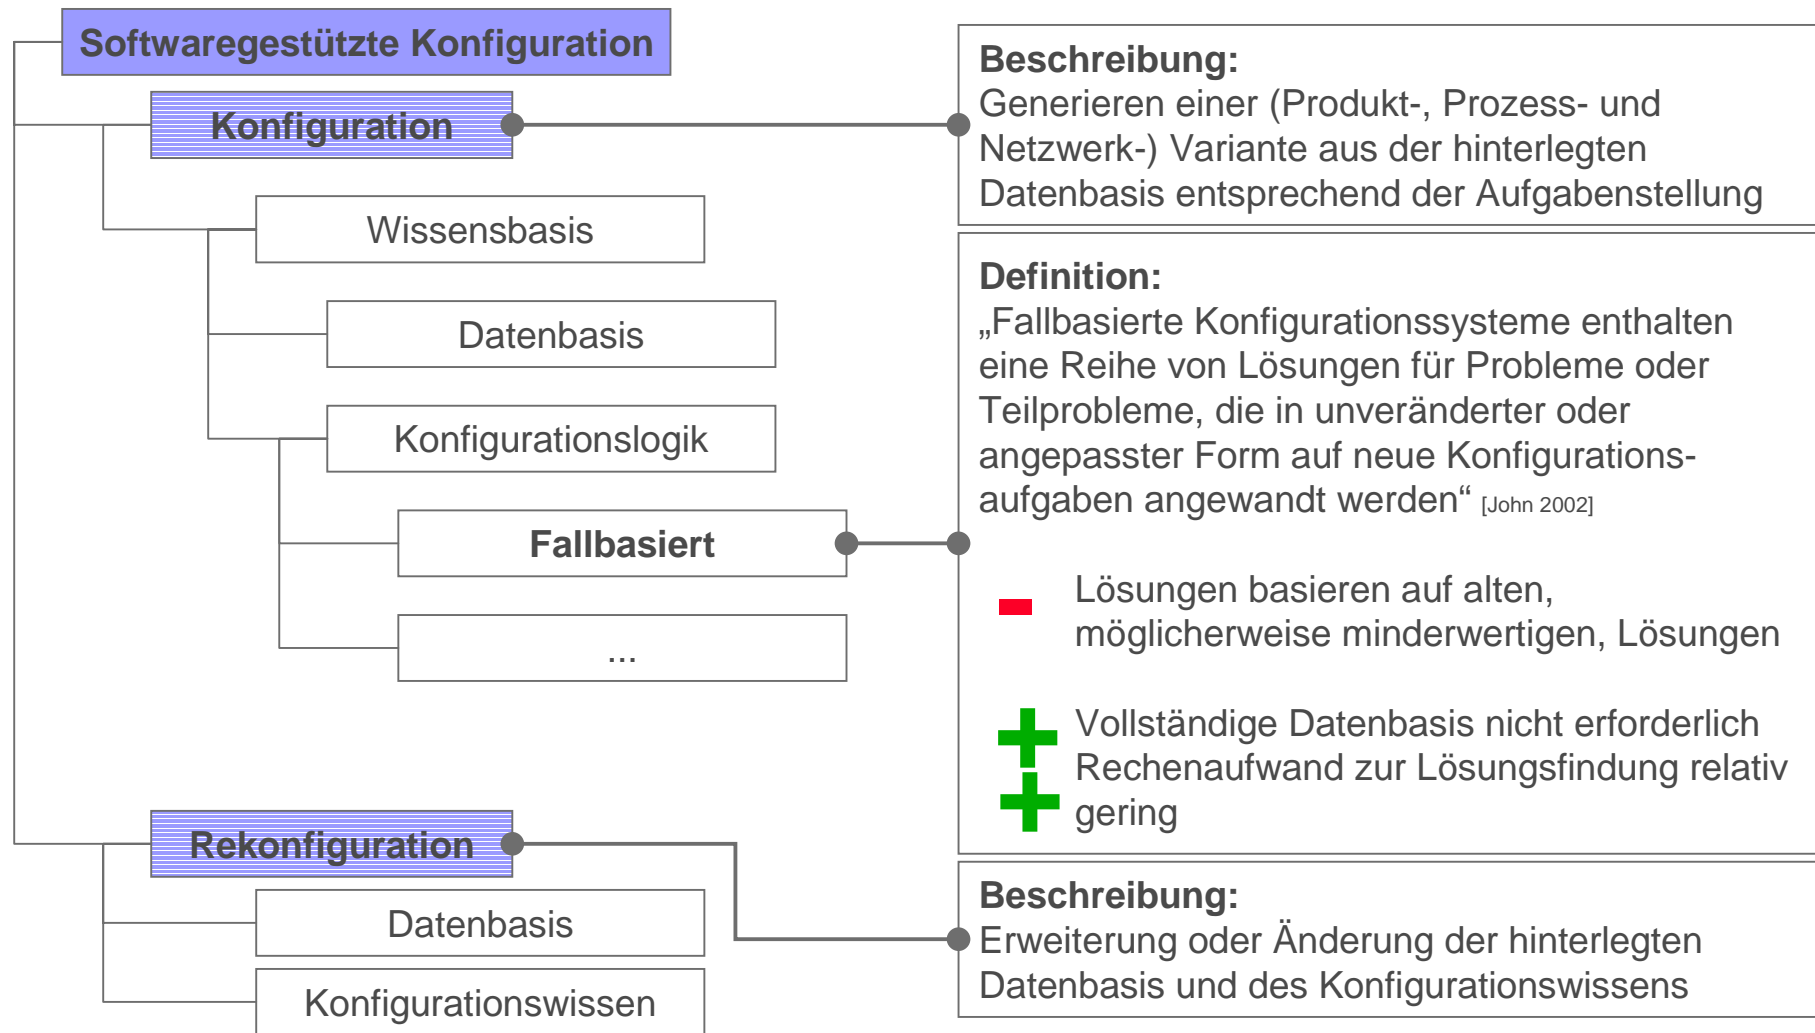 Softwaregestützte Konfiguration
Konfiguration
Wissensbasis
Datenbasis
Konfigurationslogik
Fallbasiert
...
Rekonfiguration
Datenbasis
Konfigurationswissen
Beschreibung:
Generieren einer (Produkt-, Prozess- und
Netzwerk-) Variante aus der hinterlegten
Datenbasis entsprechend der Aufgabenstellung
Definition:
„Fallbasierte Konfigurationssysteme enthalten
eine Reihe von Lösungen für Probleme oder
Teilprobleme, die in unveränderter oder
angepasster Form auf neue Konfigurations-
aufgaben angewandt werden“ [John 2002]
Lösungen basieren auf alten,
möglicherweise minderwertigen, Lösungen
Vollständige Datenbasis nicht erforderlich
Rechenaufwand zur Lösungsfindung relativ
gering
Beschreibung:
Erweiterung oder Änderung der hinterlegten
Datenbasis und des Konfigurationswissens